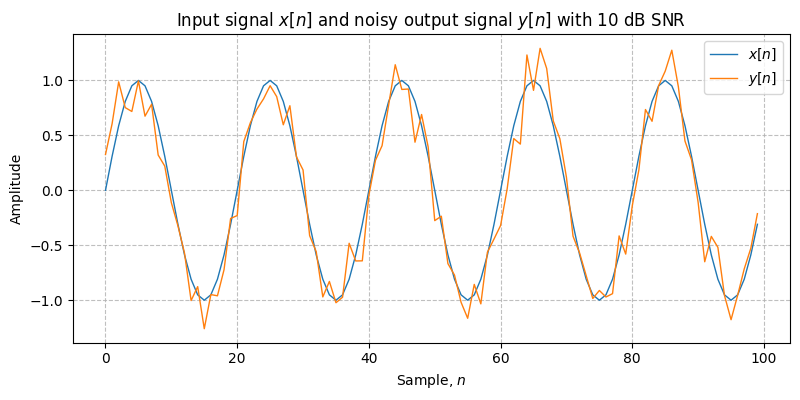 Input signal x[n] and noisy output signal y[n] with 10 dB SNR
x[n]
y[n]
Amplitude
1.0
0.5
0.0
−0.5
−1.0
0 20 40 60 80 100
Sample, n